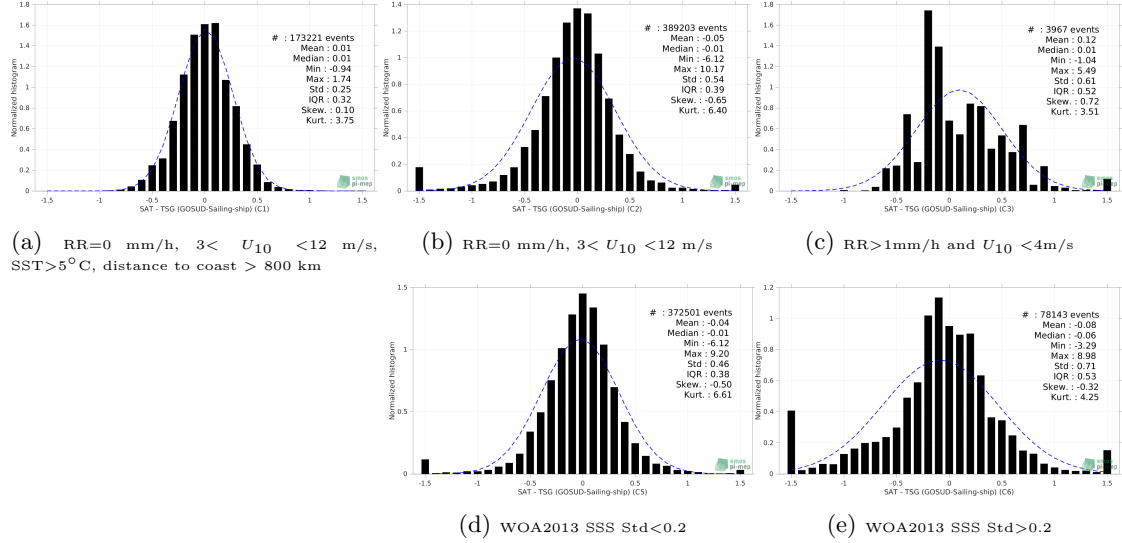 1.8
1.6
1.4
1.2
1
0.8
0.6
0.4
0.2
0
Normalized histogram
# : 173221 events
Mean : 0.01
Median : 0.01
Min : -0.94
Max : 1.74
Std : 0.25
IQR : 0.32
Skew. : 0.10
Kurt. : 3.75
smos
pi-mep
-1.5 -1 -0.5 0 0.5 1 1.5
SAT - TSG (GOSUD-Sailing-ship) (C1)
(a) RR=0 mm/h, 3< U10 <12 m/s,
SST>5°C, distance to coast > 800 km
1.4
1.2
1
0.8
0.6
0.4
0.2
0
Normalized histogram
# : 389203 events
Mean : -0.05
Median : -0.01
Min : -6.12
Max : 10.17
Std : 0.54
IQR : 0.39
Skew. : -0.65
Kurt. : 6.40
smos
pi-mep
-1.5 -1 -0.5 0 0.5 1 1.5
SAT - TSG (GOSUD-Sailing-ship) (C2)
(b) RR=0 mm/h, 3< U10 <12 m/s
1.8
1.6
1.4
1.2
1
0.8
0.6
0.4
0.2
0
Normalized histogram
# : 3967 events
Mean : 0.12
Median : 0.01
Min : -1.04
Max : 5.49
Std : 0.61
IQR : 0.52
Skew. : 0.72
Kurt. : 3.51
smos
pi-mep
-1.5 -1 -0.5 0 0.5 1 1.5
SAT - TSG (GOSUD-Sailing-ship) (C3)
(c) RR>1mm/h and U10 <4m/s
1.5
1
0.5
0
Normalized histogram
# : 372501 events
Mean : -0.04
Median : -0.01
Min : -6.12
Max : 9.20
Std : 0.46
IQR : 0.38
Skew. : -0.50
Kurt. : 6.61
smos
pi-mep
-1.5 -1 -0.5 0 0.5 1 1.5
SAT - TSG (GOSUD-Sailing-ship) (C5)
(d) WOA2013 SSS Std<0.2
1.2
1
0.8
0.6
0.4
0.2
0
Normalized histogram
# : 78143 events
Mean : -0.08
Median : -0.06
Min : -3.29
Max : 8.98
Std : 0.71
IQR : 0.53
Skew. : -0.32
Kurt. : 4.25
smos
pi-mep
-1.5 -1 -0.5 0 0.5 1 1.5
SAT - TSG (GOSUD-Sailing-ship) (C6)
(e) WOA2013 SSS Std>0.2